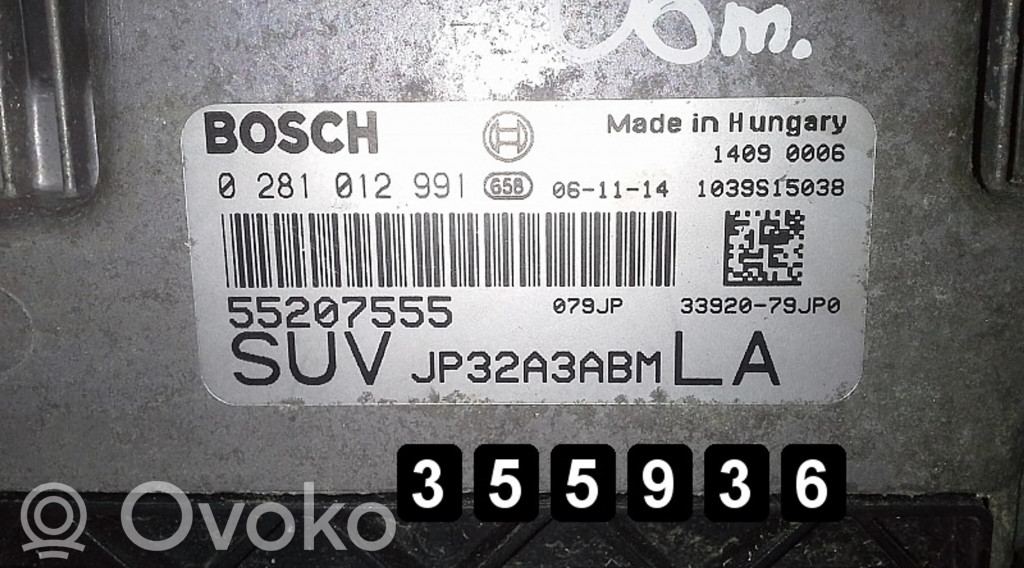 06m.
BOSCH
Made in Hungary
1409 0006
0 281 012 991 658 06-11-14 1039S15038
55207555 079JP 33920-79JP0
SUV JP32A3ABM LA
355936
Ovoko